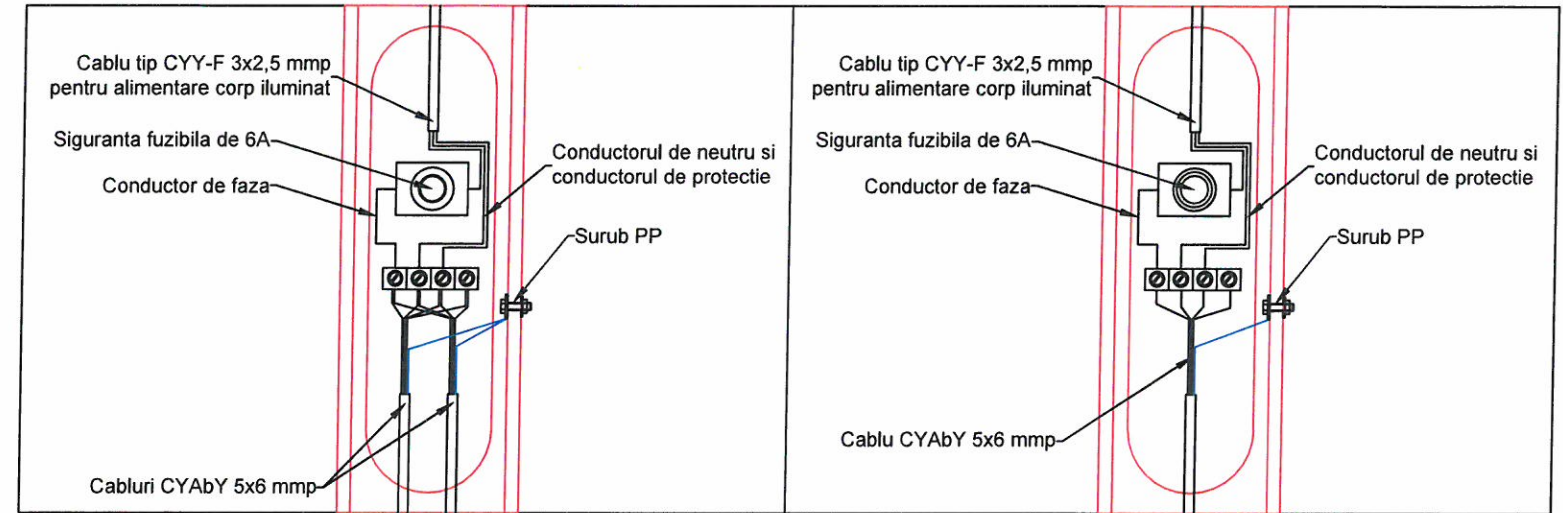 Cablu tip CYY-F 3x2,5 mmp
pentru alimentare corp iluminat
Siguranta fuzibila de 6A
Conductor de faza
Conductorul de neutru si
conductorul de protectie
Surub PP
Cabluri CYAbY 5x6 mmp
Cablu tip CYY-F 3x2,5 mmp
pentru alimentare corp iluminat
Siguranta fuzibila de 6A
Conductor de faza
Conductorul de neutru si
conductorul de protectie
Surub PP
Cablu CYAbY 5x6 mmp